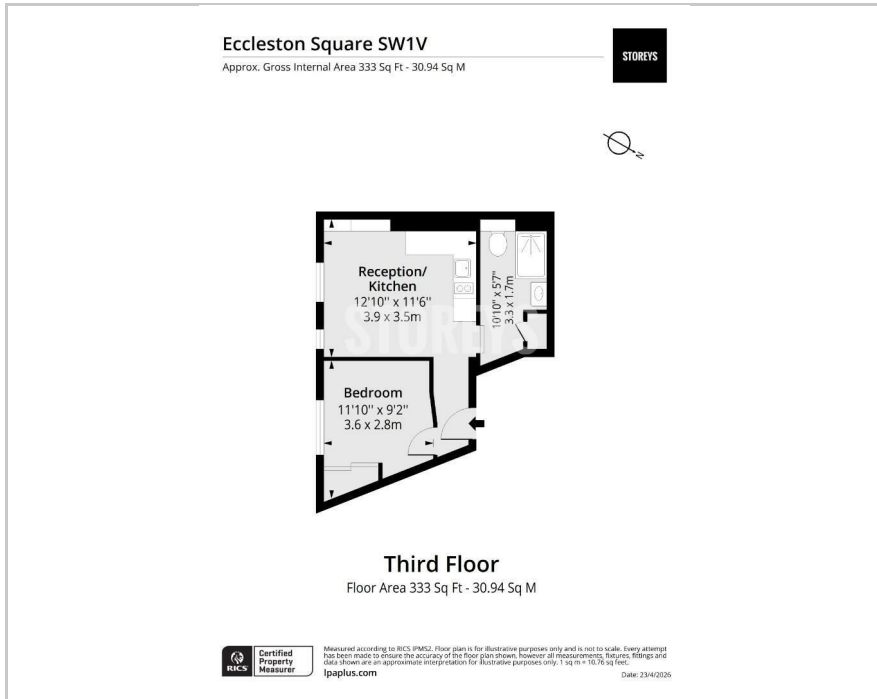 Eccleston Square SW1V
Approx. Gross Internal Area 333 Sq Ft - 30.94 Sq M
STOREYS
N
Reception/
Kitchen
12'10" x 11'6"
3.9 x 3.5m
10'10" x 5'7"
3.3 x 1.7m
STOREYS
Bedroom
11'10" x 9'2"
3.6 x 2.8m
Third Floor
Floor Area 333 Sq Ft - 30.94 Sq M
RICS
Certified
Property
Measurer
Measured according to RICS IPMS2. Floor plan is for illustrative purposes only and is not to scale. Every attempt
has been made to ensure the accuracy of the floor plan shown, however all measurements, fixtures, fittings and
data shown are an approximate interpretation for illustrative purposes only. 1 sq m = 10.76 sq feet.
lpaplus.com
Date: 23/4/2026